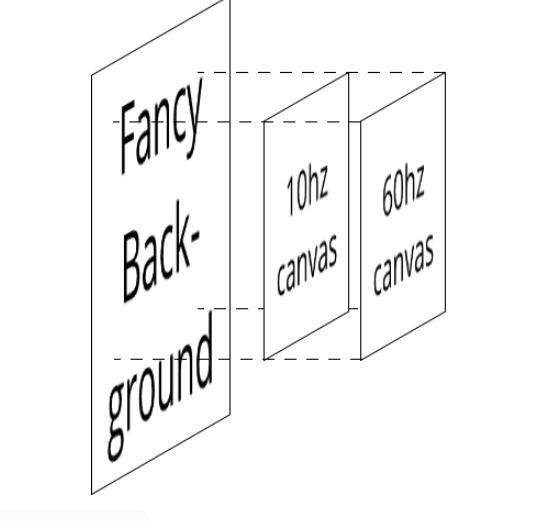 Fancy
Back-
ground
10hz
canvas
60hz
canvas